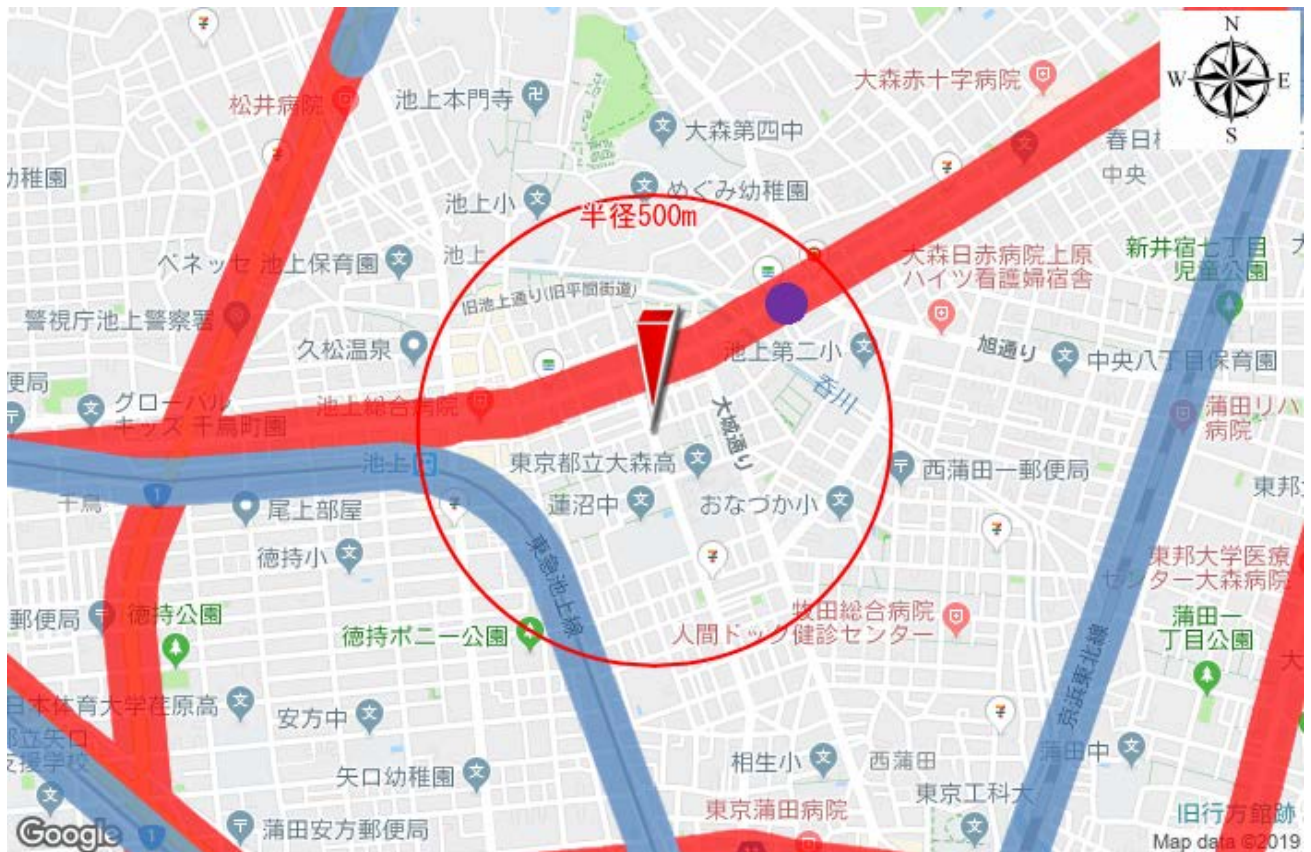 N
大森赤十字病院
W
E
松井病院
池上本門寺
大森第四中
S
中央
幼稚園
めぐみ幼稚園
池上小
半径500m
池上
ベネッセ 池上保育園
大森日赤病院上原
ハイツ看護婦宿舎
新井宿七丁目
児童公園
旧池上通り(旧平間街道)
警視庁池上警察署
久松温泉
池上第二小
旭通り
中央八丁目保育園
便局
グローバル
キッズ 千鳥町園
池上総合病院
大城通り
呑川
蒲田リハ
病院
池上
東京都立大森高
西蒲田一郵便局
千鳥
1
尾上部屋
蓮沼中
おなづか小
東邦
徳持小
東急池上線
東邦大学医療
センター大森病院
郵便局
徳持公園
徳持ポニー公園
牧田総合病院
人間ドック健診センター
蒲田一
丁目公園
京浜東北線
日本体育大学荏原高
安方中
都立矢口
支援学校
蒲田中
矢口幼稚園
相生小
西蒲田
東京工科大
東京蒲田病院
旧行方館跡
Google
1
蒲田安方郵便局
Map data ©2019